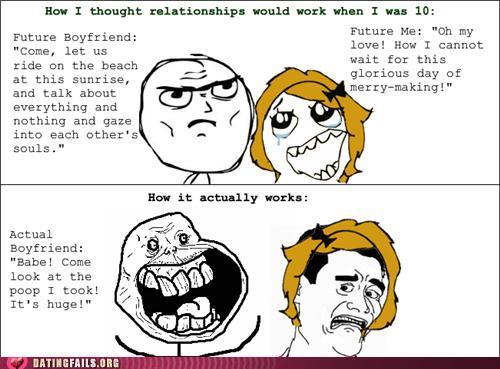 How I thought relationships would work when I was 10:
Future Boyfriend:
"Come, let us
ride on the beach
at this sunrise,
and talk about
everything and
nothing and gaze
into each other's
souls."
Future Me: "Oh my
love! How I cannot
wait for this
glorious day of
merry-making!"
How it actually works:
Actual
Boyfriend:
"Babe! Come
look at the
poop I took!
It's huge!"
DATINGFAILS.ORG